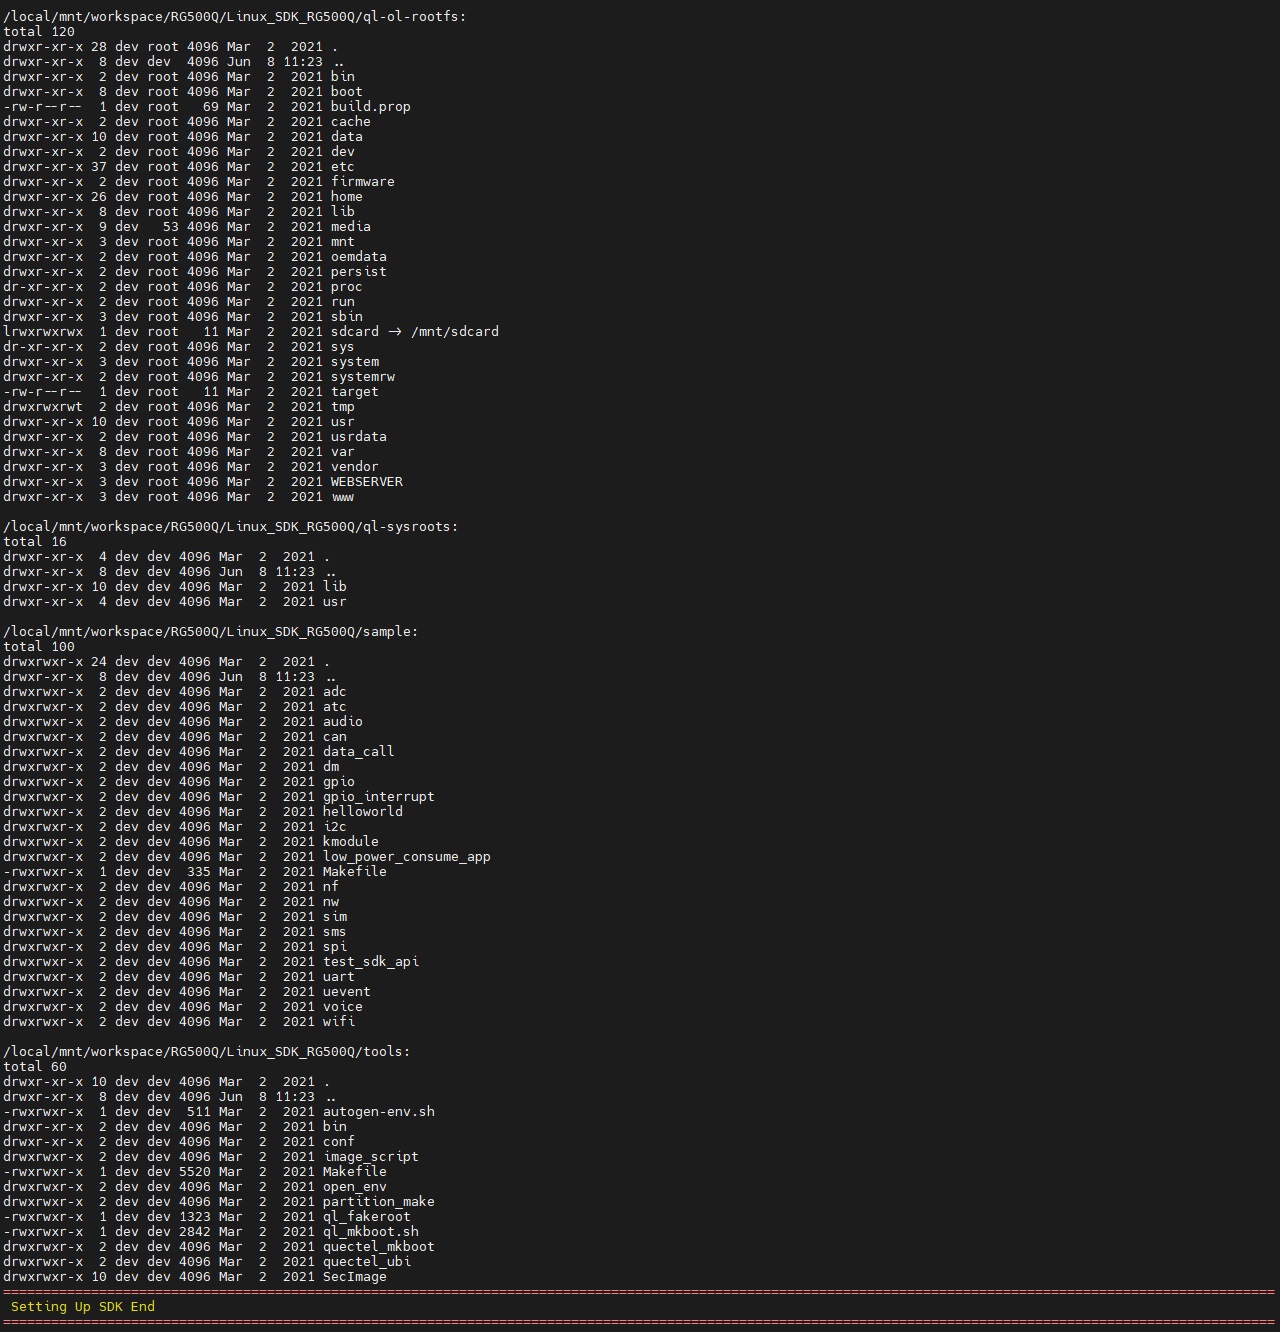 /local/mnt/workspace/RG500Q/Linux_SDK_RG500Q/ql-ol-rootfs:
total 120
drwxr-xr-x 28 dev root 4096 Mar  2  2021 .
drwxr-xr-x  8 dev dev  4096 Jun  8 11:23 ..
drwxr-xr-x  2 dev root 4096 Mar  2  2021 bin
drwxr-xr-x  8 dev root 4096 Mar  2  2021 boot
-rw-r--r--  1 dev root   69 Mar  2  2021 build.prop
drwxr-xr-x  2 dev root 4096 Mar  2  2021 cache
drwxr-xr-x 10 dev root 4096 Mar  2  2021 data
drwxr-xr-x  2 dev root 4096 Mar  2  2021 dev
drwxr-xr-x 37 dev root 4096 Mar  2  2021 etc
drwxr-xr-x  2 dev root 4096 Mar  2  2021 firmware
drwxr-xr-x 26 dev root 4096 Mar  2  2021 home
drwxr-xr-x  8 dev root 4096 Mar  2  2021 lib
drwxr-xr-x  9 dev   53 4096 Mar  2  2021 media
drwxr-xr-x  3 dev root 4096 Mar  2  2021 mnt
drwxr-xr-x  2 dev root 4096 Mar  2  2021 oemdata
drwxr-xr-x  2 dev root 4096 Mar  2  2021 persist
dr-xr-xr-x  2 dev root 4096 Mar  2  2021 proc
drwxr-xr-x  2 dev root 4096 Mar  2  2021 run
drwxr-xr-x  3 dev root 4096 Mar  2  2021 sbin
lrwxrwxrwx  1 dev root   11 Mar  2  2021 sdcard -> /mnt/sdcard
dr-xr-xr-x  2 dev root 4096 Mar  2  2021 sys
drwxr-xr-x  3 dev root 4096 Mar  2  2021 system
drwxr-xr-x  2 dev root 4096 Mar  2  2021 systemrw
-rw-r--r--  1 dev root   11 Mar  2  2021 target
drwxrwxrwt  2 dev root 4096 Mar  2  2021 tmp
drwxr-xr-x 10 dev root 4096 Mar  2  2021 usr
drwxr-xr-x  2 dev root 4096 Mar  2  2021 usrdata
drwxr-xr-x  8 dev root 4096 Mar  2  2021 var
drwxr-xr-x  3 dev root 4096 Mar  2  2021 vendor
drwxr-xr-x  3 dev root 4096 Mar  2  2021 WEBSERVER
drwxr-xr-x  3 dev root 4096 Mar  2  2021 www

/local/mnt/workspace/RG500Q/Linux_SDK_RG500Q/ql-sysroots:
total 16
drwxr-xr-x  4 dev dev 4096 Mar  2  2021 .
drwxr-xr-x  8 dev dev 4096 Jun  8 11:23 ..
drwxr-xr-x 10 dev dev 4096 Mar  2  2021 lib
drwxr-xr-x  4 dev dev 4096 Mar  2  2021 usr

/local/mnt/workspace/RG500Q/Linux_SDK_RG500Q/sample:
total 100
drwxrwxr-x 24 dev dev 4096 Mar  2  2021 .
drwxr-xr-x  8 dev dev 4096 Jun  8 11:23 ..
drwxrwxr-x  2 dev dev 4096 Mar  2  2021 adc
drwxrwxr-x  2 dev dev 4096 Mar  2  2021 atc
drwxrwxr-x  2 dev dev 4096 Mar  2  2021 audio
drwxrwxr-x  2 dev dev 4096 Mar  2  2021 can
drwxrwxr-x  2 dev dev 4096 Mar  2  2021 data_call
drwxrwxr-x  2 dev dev 4096 Mar  2  2021 dm
drwxrwxr-x  2 dev dev 4096 Mar  2  2021 gpio
drwxrwxr-x  2 dev dev 4096 Mar  2  2021 gpio_interrupt
drwxrwxr-x  2 dev dev 4096 Mar  2  2021 helloworld
drwxrwxr-x  2 dev dev 4096 Mar  2  2021 i2c
drwxrwxr-x  2 dev dev 4096 Mar  2  2021 kmodule
drwxrwxr-x  2 dev dev 4096 Mar  2  2021 low_power_consume_app
-rwxrwxr-x  1 dev dev  335 Mar  2  2021 Makefile
drwxrwxr-x  2 dev dev 4096 Mar  2  2021 nf
drwxrwxr-x  2 dev dev 4096 Mar  2  2021 nw
drwxrwxr-x  2 dev dev 4096 Mar  2  2021 sim
drwxrwxr-x  2 dev dev 4096 Mar  2  2021 sms
drwxrwxr-x  2 dev dev 4096 Mar  2  2021 spi
drwxrwxr-x  2 dev dev 4096 Mar  2  2021 test_sdk_api
drwxrwxr-x  2 dev dev 4096 Mar  2  2021 uart
drwxrwxr-x  2 dev dev 4096 Mar  2  2021 uevent
drwxrwxr-x  2 dev dev 4096 Mar  2  2021 voice
drwxrwxr-x  2 dev dev 4096 Mar  2  2021 wifi

/local/mnt/workspace/RG500Q/Linux_SDK_RG500Q/tools:
total 60
drwxr-xr-x 10 dev dev 4096 Mar  2  2021 .
drwxr-xr-x  8 dev dev 4096 Jun  8 11:23 ..
-rwxrwxr-x  1 dev dev  511 Mar  2  2021 autogen-env.sh
drwxr-xr-x  2 dev dev 4096 Mar  2  2021 bin
drwxr-xr-x  2 dev dev 4096 Mar  2  2021 conf
drwxrwxr-x  2 dev dev 4096 Mar  2  2021 image_script
-rwxrwxr-x  1 dev dev 5520 Mar  2  2021 Makefile
drwxrwxr-x  2 dev dev 4096 Mar  2  2021 open_env
drwxrwxr-x  2 dev dev 4096 Mar  2  2021 partition_make
-rwxrwxr-x  1 dev dev 1323 Mar  2  2021 ql_fakeroot
-rwxrwxr-x  1 dev dev 2842 Mar  2  2021 ql_mkboot.sh
drwxrwxr-x  2 dev dev 4096 Mar  2  2021 quectel_mkboot
drwxrwxr-x  2 dev dev 4096 Mar  2  2021 quectel_ubi
drwxrwxr-x 10 dev dev 4096 Mar  2  2021 SecImage
===============================================================================================================================================================
 Setting Up SDK End
===============================================================================================================================================================